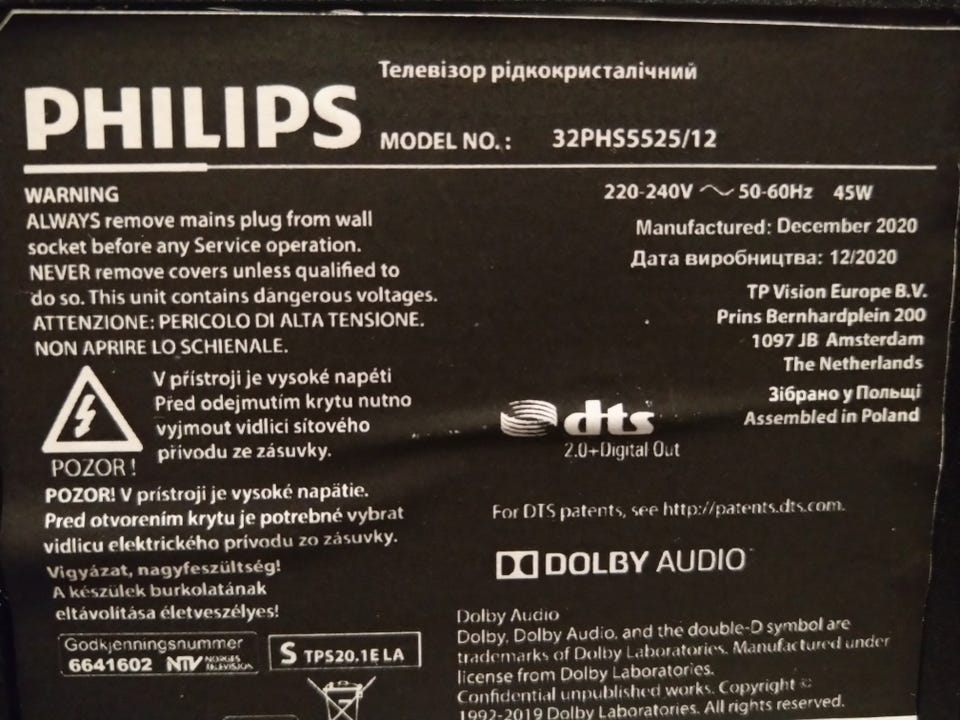 Телевізор рідкокристалічний
PHILIPS
MODEL NO. : 32PHS5525/12
WARNING
ALWAYS remove mains plug from wall
socket before any Service operation.
NEVER remove covers unless qualified to
do so. This unit contains dangerous voltages.
ATTENZIONE: PERICOLO DI ALTA TENSIONE.
NON APRIRE LO SCHIENALE.
V přístroji je vysoké napéti
Před odejmutím krytu nutno
vyjmout vidlici sítového
přívodu ze zásuvky.
POZOR!
POZOR! V prístroji je vysoké napätie.
Pred otvorením krytu je potrebné vybrat
vidlicu elektrického prívodu zo zásuvky.
Vigyázat, nagyfeszültség!
A készülek burkolatának
eltávolítása életveszélyes!
Godkjenningsnummer
6641602 NTV NORGES TELEVISJON
S TPS20.1E LA
220-240V ~ 50-60Hz 45W
Manufactured: December 2020
Дата виробництва: 12/2020
TP Vision Europe B.V.
Prins Bernhardplein 200
1097 JB Amsterdam
The Netherlands
Зібрано у Польщі
Assembled in Poland
dts
2.0+Digital Out
For DTS patents, see http://patents.dts.com.
DOLBY AUDIO
Dolby Audio
Dolby, Dolby Audio, and the double-D symbol are
trademarks of Dolby Laboratories. Manufactured under
license from Dolby Laboratories.
Confidential unpublished works. Copyright ©
1992-2019 Dolby Laboratories. All rights reserved.